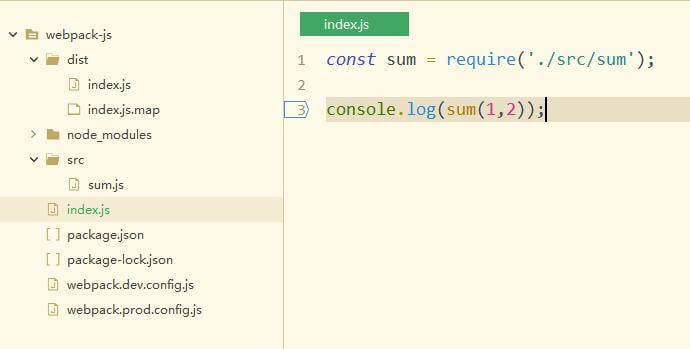 webpack-js
dist
index.js
index.js.map
node_modules
src
sum.js
index.js
package.json
package-lock.json
webpack.dev.config.js
webpack.prod.config.js
index.js
1 const sum = require('./src/sum');
2
3 console.log(sum(1,2));